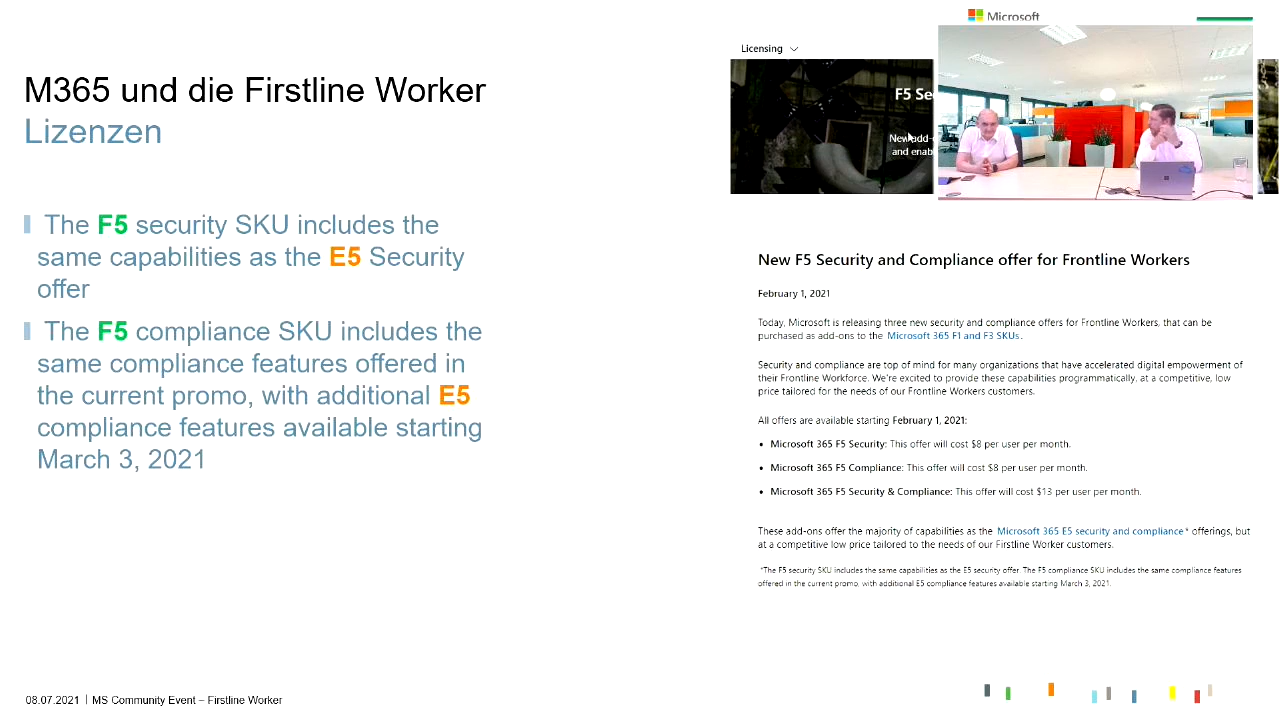 M365 und die Firstline Worker
Lizenzen
The F5 security SKU includes the
same capabilities as the E5 Security
offer
The F5 compliance SKU includes the
same compliance features offered in
the current promo, with additional E5
compliance features available starting
March 3, 2021
Microsoft
Licensing
F5 Se
New add-
and enab
New F5 Security and Compliance offer for Frontline Workers
February 1, 2021
Today, Microsoft is releasing three new security and compliance offers for Frontline Workers, that can be
purchased as add-ons to the Microsoft 365 F1 and F3 SKUs.
Security and compliance are top of mind for many organizations that have accelerated digital empowerment of
their Frontline Workforce. We're excited to provide these capabilities programmatically, at a competitive, low
price tailored for the needs of our Frontline Workers customers.
All offers are available starting February 1, 2021:
• Microsoft 365 F5 Security: This offer will cost $8 per user per month.
• Microsoft 365 F5 Compliance: This offer will cost $8 per user per month.
• Microsoft 365 F5 Security & Compliance: This offer will cost $13 per user per month.
These add-ons offer the majority of capabilities as the Microsoft 365 E5 security and compliance* offerings, but
at a competitive low price tailored to the needs of our Firstline Worker customers.
*The F5 security SKU includes the same capabilities as the E5 security offer. The F5 compliance SKU includes the same compliance features
offered in the current promo, with additional E5 compliance features available starting March 3, 2021.
08.07.2021 | MS Community Event – Firstline Worker